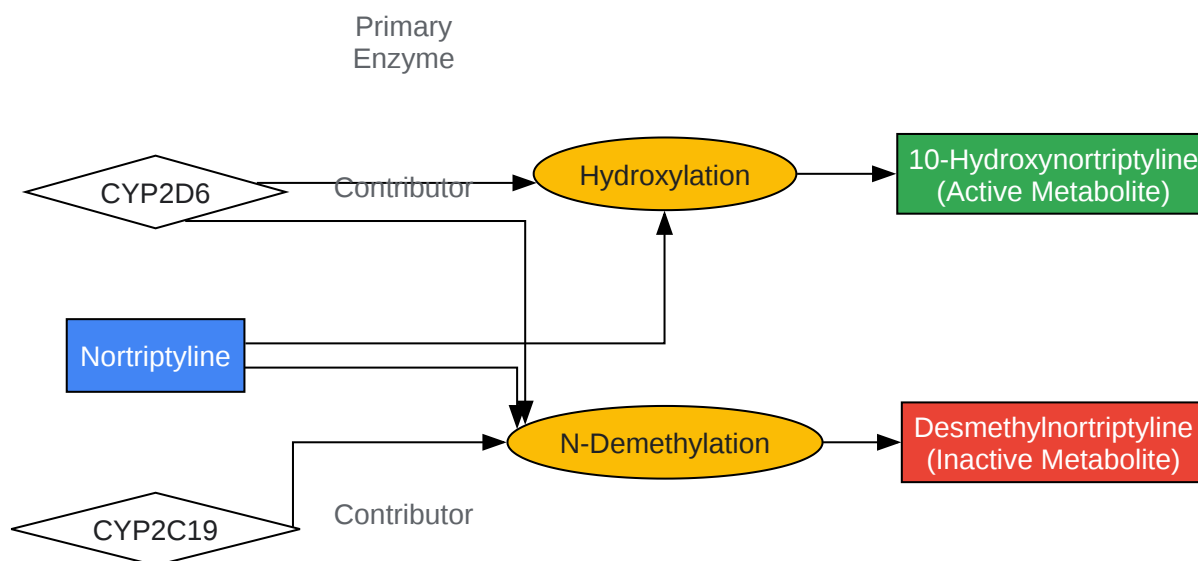 Primary
Enzyme
CYP2D6
Contributor
Hydroxylation
10-Hydroxynortriptyline
(Active Metabolite)
Nortriptyline
N-Demethylation
Desmethylnortriptyline
(Inactive Metabolite)
CYP2C19
Contributor